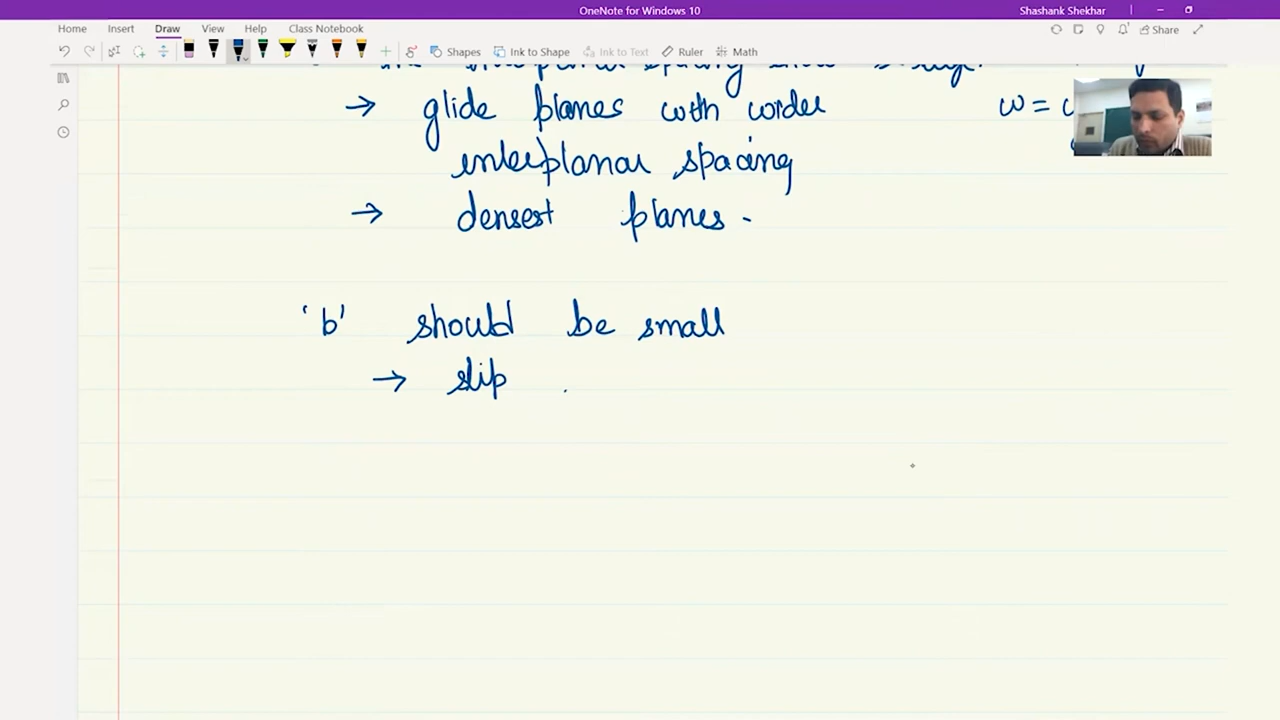 OneNote for Windows 10
Shashank Shekhar
Home Insert Draw View Help Class Notebook
Shapes Ink to Shape Ink to Text Ruler Math Share
spacing
→ glide planes with wider
w =
interplanar spacing
→ densest planes.
'b' should be small
→ slip